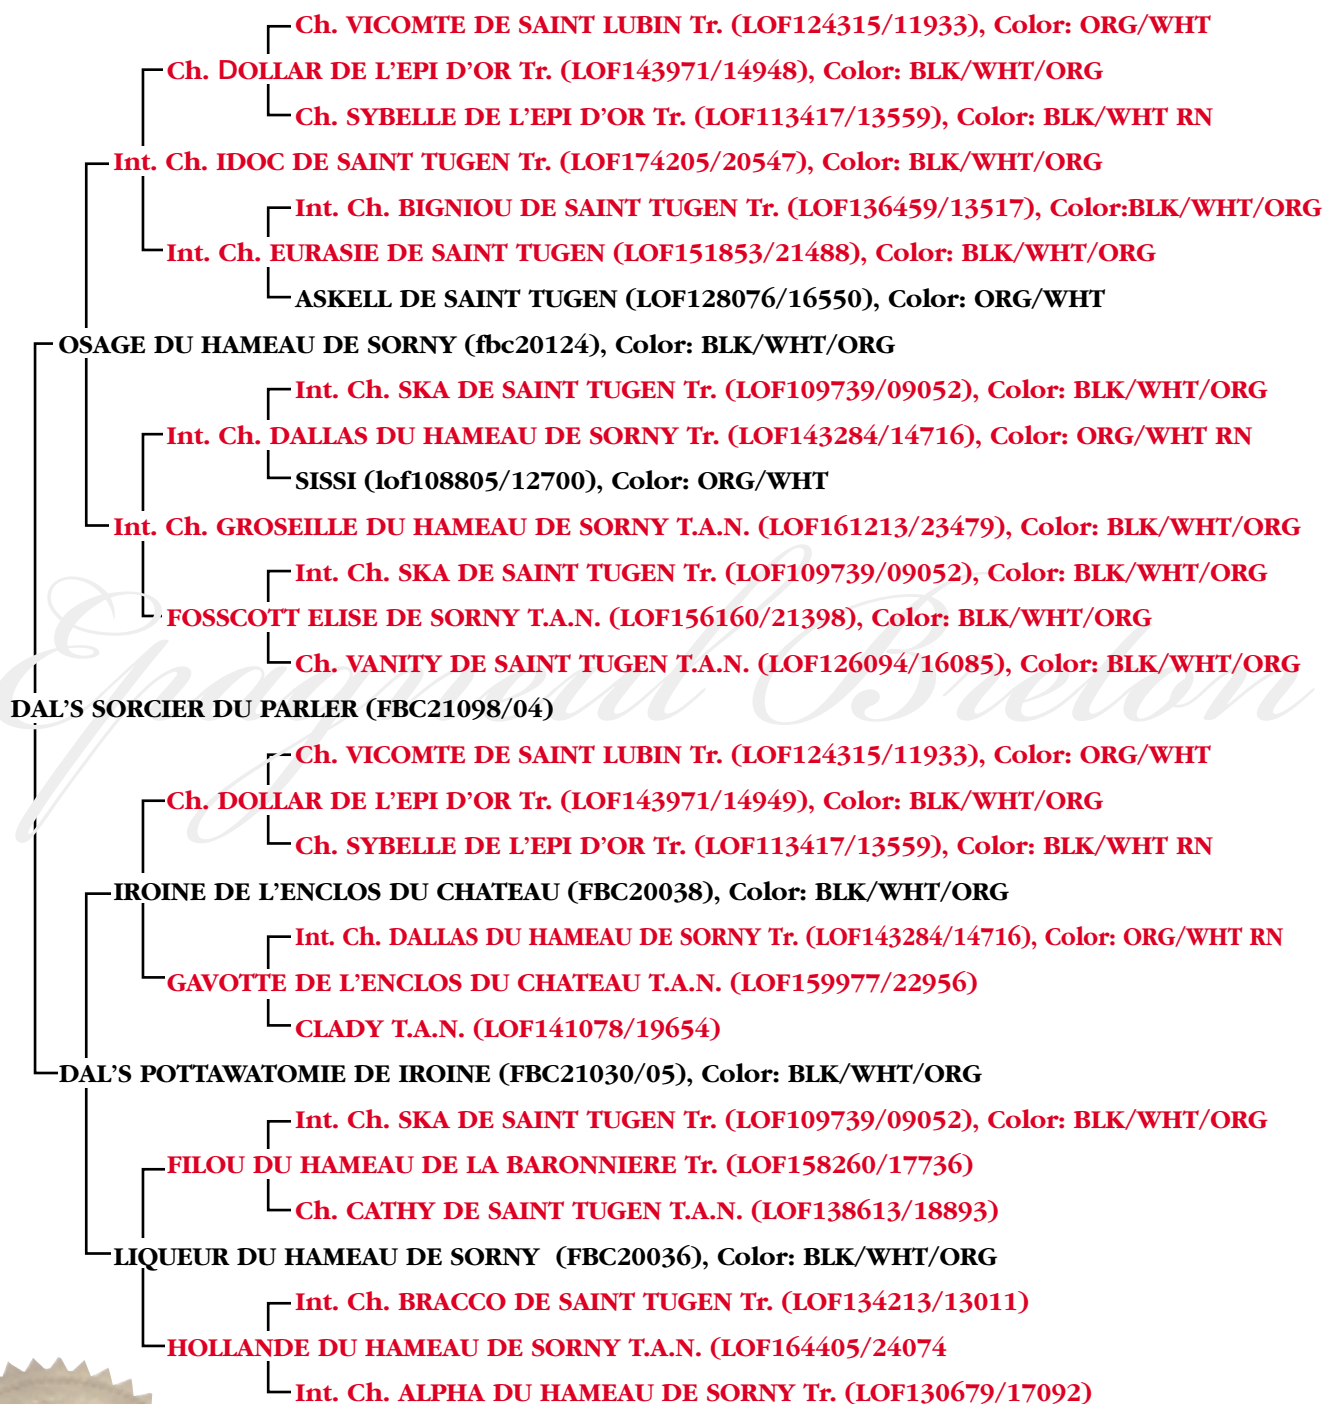 Ch. VICOMTE DE SAINT LUBIN Tr. (LOF124315/11933), Color: ORG/WHT
Ch. DOLLAR DE L'EPI D'OR Tr. (LOF143971/14948), Color: BLK/WHT/ORG
Ch. SYBELLE DE L'EPI D'OR Tr. (LOF113417/13559), Color: BLK/WHT RN
Int. Ch. IDOC DE SAINT TUGEN Tr. (LOF174205/20547), Color: BLK/WHT/ORG
Int. Ch. BIGNIOU DE SAINT TUGEN Tr. (LOF136459/13517), Color:BLK/WHT/ORG
Int. Ch. EURASIE DE SAINT TUGEN (LOF151853/21488), Color: BLK/WHT/ORG
ASKELL DE SAINT TUGEN (LOF128076/16550), Color: ORG/WHT
OSAGE DU HAMEAU DE SORNY (fbc20124), Color: BLK/WHT/ORG
Int. Ch. SKA DE SAINT TUGEN Tr. (LOF109739/09052), Color: BLK/WHT/ORG
Int. Ch. DALLAS DU HAMEAU DE SORNY Tr. (LOF143284/14716), Color: ORG/WHT RN
SISSI (lof108805/12700), Color: ORG/WHT
Int. Ch. GROSEILLE DU HAMEAU DE SORNY T.A.N. (LOF161213/23479), Color: BLK/WHT/ORG
Int. Ch. SKA DE SAINT TUGEN Tr. (LOF109739/09052), Color: BLK/WHT/ORG
FOSSCOTT ELISE DE SORNY T.A.N. (LOF156160/21398), Color: BLK/WHT/ORG
Ch. VANITY DE SAINT TUGEN T.A.N. (LOF126094/16085), Color: BLK/WHT/ORG
Epagneul Breton
DAL'S SORCIER DU PARLER (FBC21098/04)
Ch. VICOMTE DE SAINT LUBIN Tr. (LOF124315/11933), Color: ORG/WHT
Ch. DOLLAR DE L'EPI D'OR Tr. (LOF143971/14949), Color: BLK/WHT/ORG
Ch. SYBELLE DE L'EPI D'OR Tr. (LOF113417/13559), Color: BLK/WHT RN
IROINE DE L'ENCLOS DU CHATEAU (FBC20038), Color: BLK/WHT/ORG
Int. Ch. DALLAS DU HAMEAU DE SORNY Tr. (LOF143284/14716), Color: ORG/WHT RN
GAVOTTE DE L'ENCLOS DU CHATEAU T.A.N. (LOF159977/22956)
CLADY T.A.N. (LOF141078/19654)
DAL'S POTTAWATOMIE DE IROINE (FBC21030/05), Color: BLK/WHT/ORG
Int. Ch. SKA DE SAINT TUGEN Tr. (LOF109739/09052), Color: BLK/WHT/ORG
FILOU DU HAMEAU DE LA BARONNIERE Tr. (LOF158260/17736)
Ch. CATHY DE SAINT TUGEN T.A.N. (LOF138613/18893)
LIQUEUR DU HAMEAU DE SORNY (FBC20036), Color: BLK/WHT/ORG
Int. Ch. BRACCO DE SAINT TUGEN Tr. (LOF134213/13011)
HOLLANDE DU HAMEAU DE SORNY T.A.N. (LOF164405/24074
Int. Ch. ALPHA DU HAMEAU DE SORNY Tr. (LOF130679/17092)